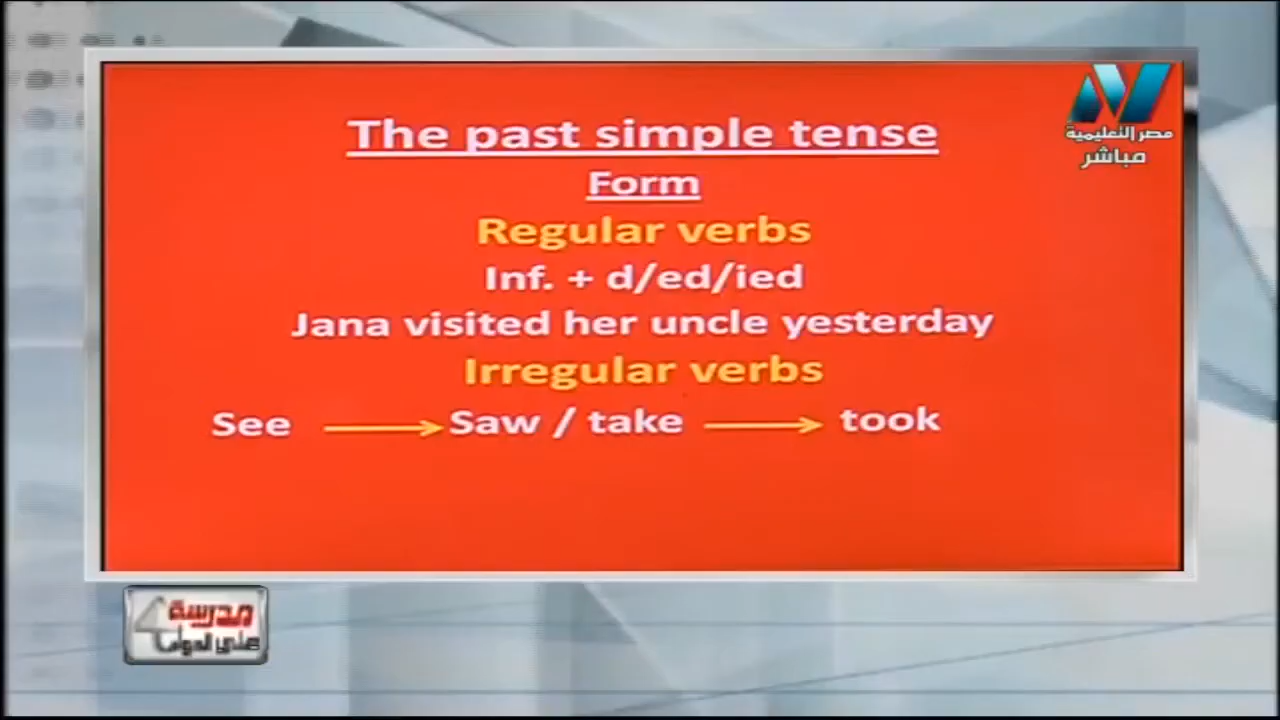 The past simple tense
Form
Regular verbs
Inf. + d/ed/ied
Jana visited her uncle yesterday
Irregular verbs
See → Saw / take → took
مصر التعليمية
مباشر
مدرسة
على الهواء